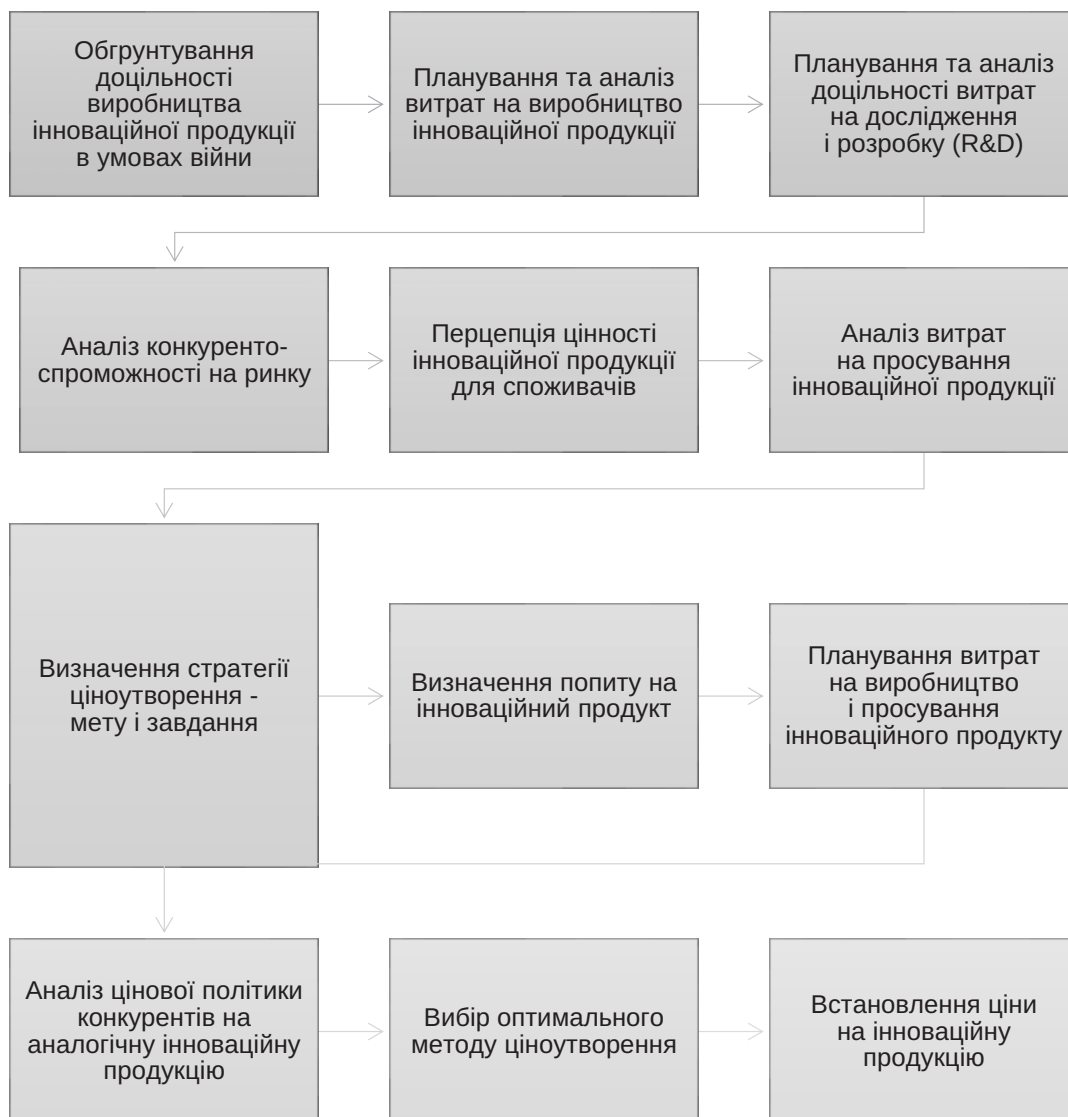 Обгрунтування
доцільності
виробництва
інноваційної продукції
в умовах війни
Планування та аналіз
витрат на виробництво
інноваційної продукції
Планування та аналіз
доцільності витрат
на дослідження
і розробку (R&D)
Аналіз конкуренто-
спроможності на ринку
Перцепція цінності
інноваційної продукції
для споживачів
Аналіз витрат
на просування
інноваційної продукції
Визначення стратегії
ціноутворення -
мету і завдання
Визначення попиту на
інноваційний продукт
Планування витрат
на виробництво
і просування
інноваційного продукту
Аналіз цінової політики
конкурентів на
аналогічну інноваційну
продукцію
Вибір оптимального
методу ціноутворення
Встановлення ціни
на інноваційну
продукцію